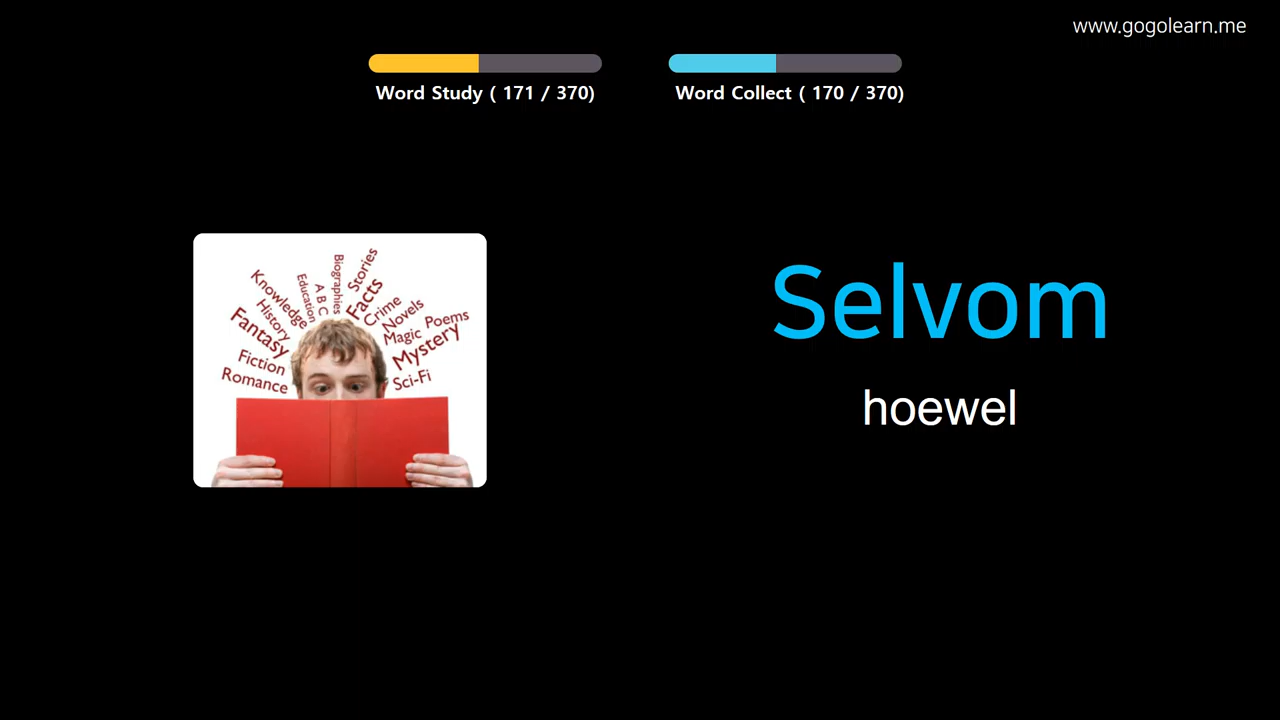 www.gogolearn.me
Word Study ( 171 / 370)
Word Collect ( 170 / 370)
Selvom
hoewel
Knowledge
History
Fantasy
Fiction
Romance
Education
A B C
Biographies
Stories
Facts
Crime
Novels
Magic
Poems
Mystery
Sci-Fi